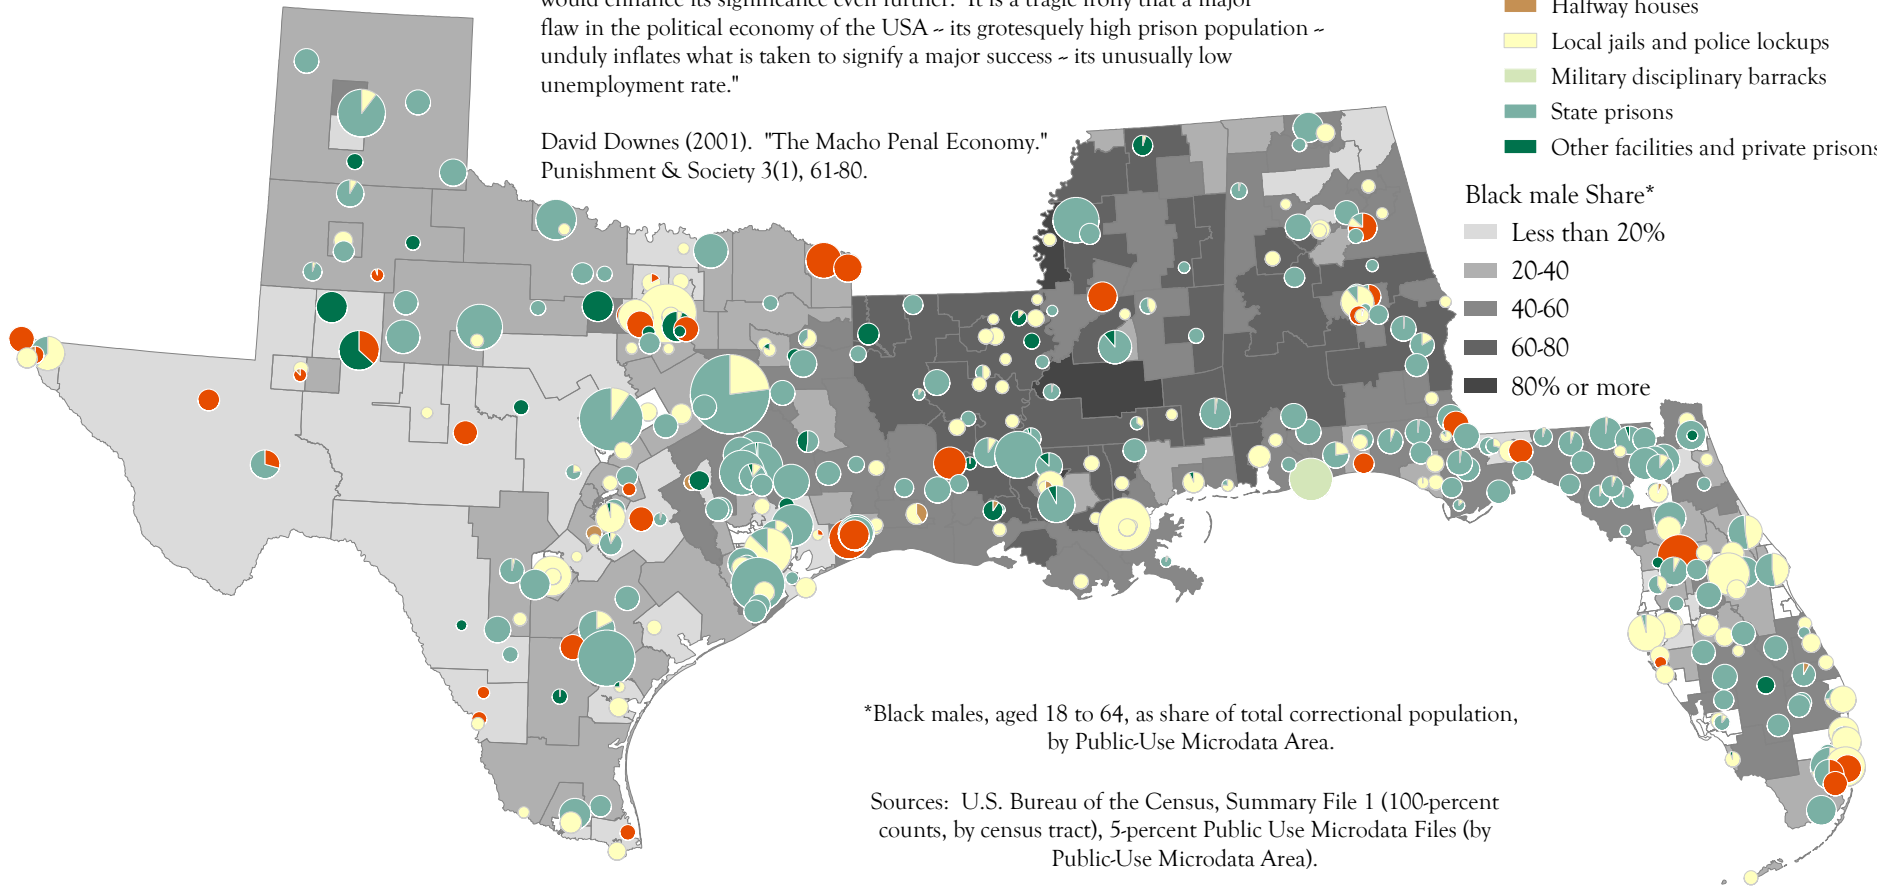 would enhance its significance even further. "It is a tragic irony that a major
flaw in the political economy of the USA ~ its grotesquely high prison population ~
unduly inflates what is taken to signify a major success ~ its unusually low
unemployment rate."
David Downes (2001). "The Macho Penal Economy."
Punishment & Society 3(1), 61-80.
Halfway houses
Local jails and police lockups
Military disciplinary barracks
State prisons
Other facilities and private prisons
Black male Share*
Less than 20%
20-40
40-60
60-80
80% or more
*Black males, aged 18 to 64, as share of total correctional population,
by Public-Use Microdata Area.
Sources: U.S. Bureau of the Census, Summary File 1 (100-percent
counts, by census tract), 5-percent Public Use Microdata Files (by
Public-Use Microdata Area).